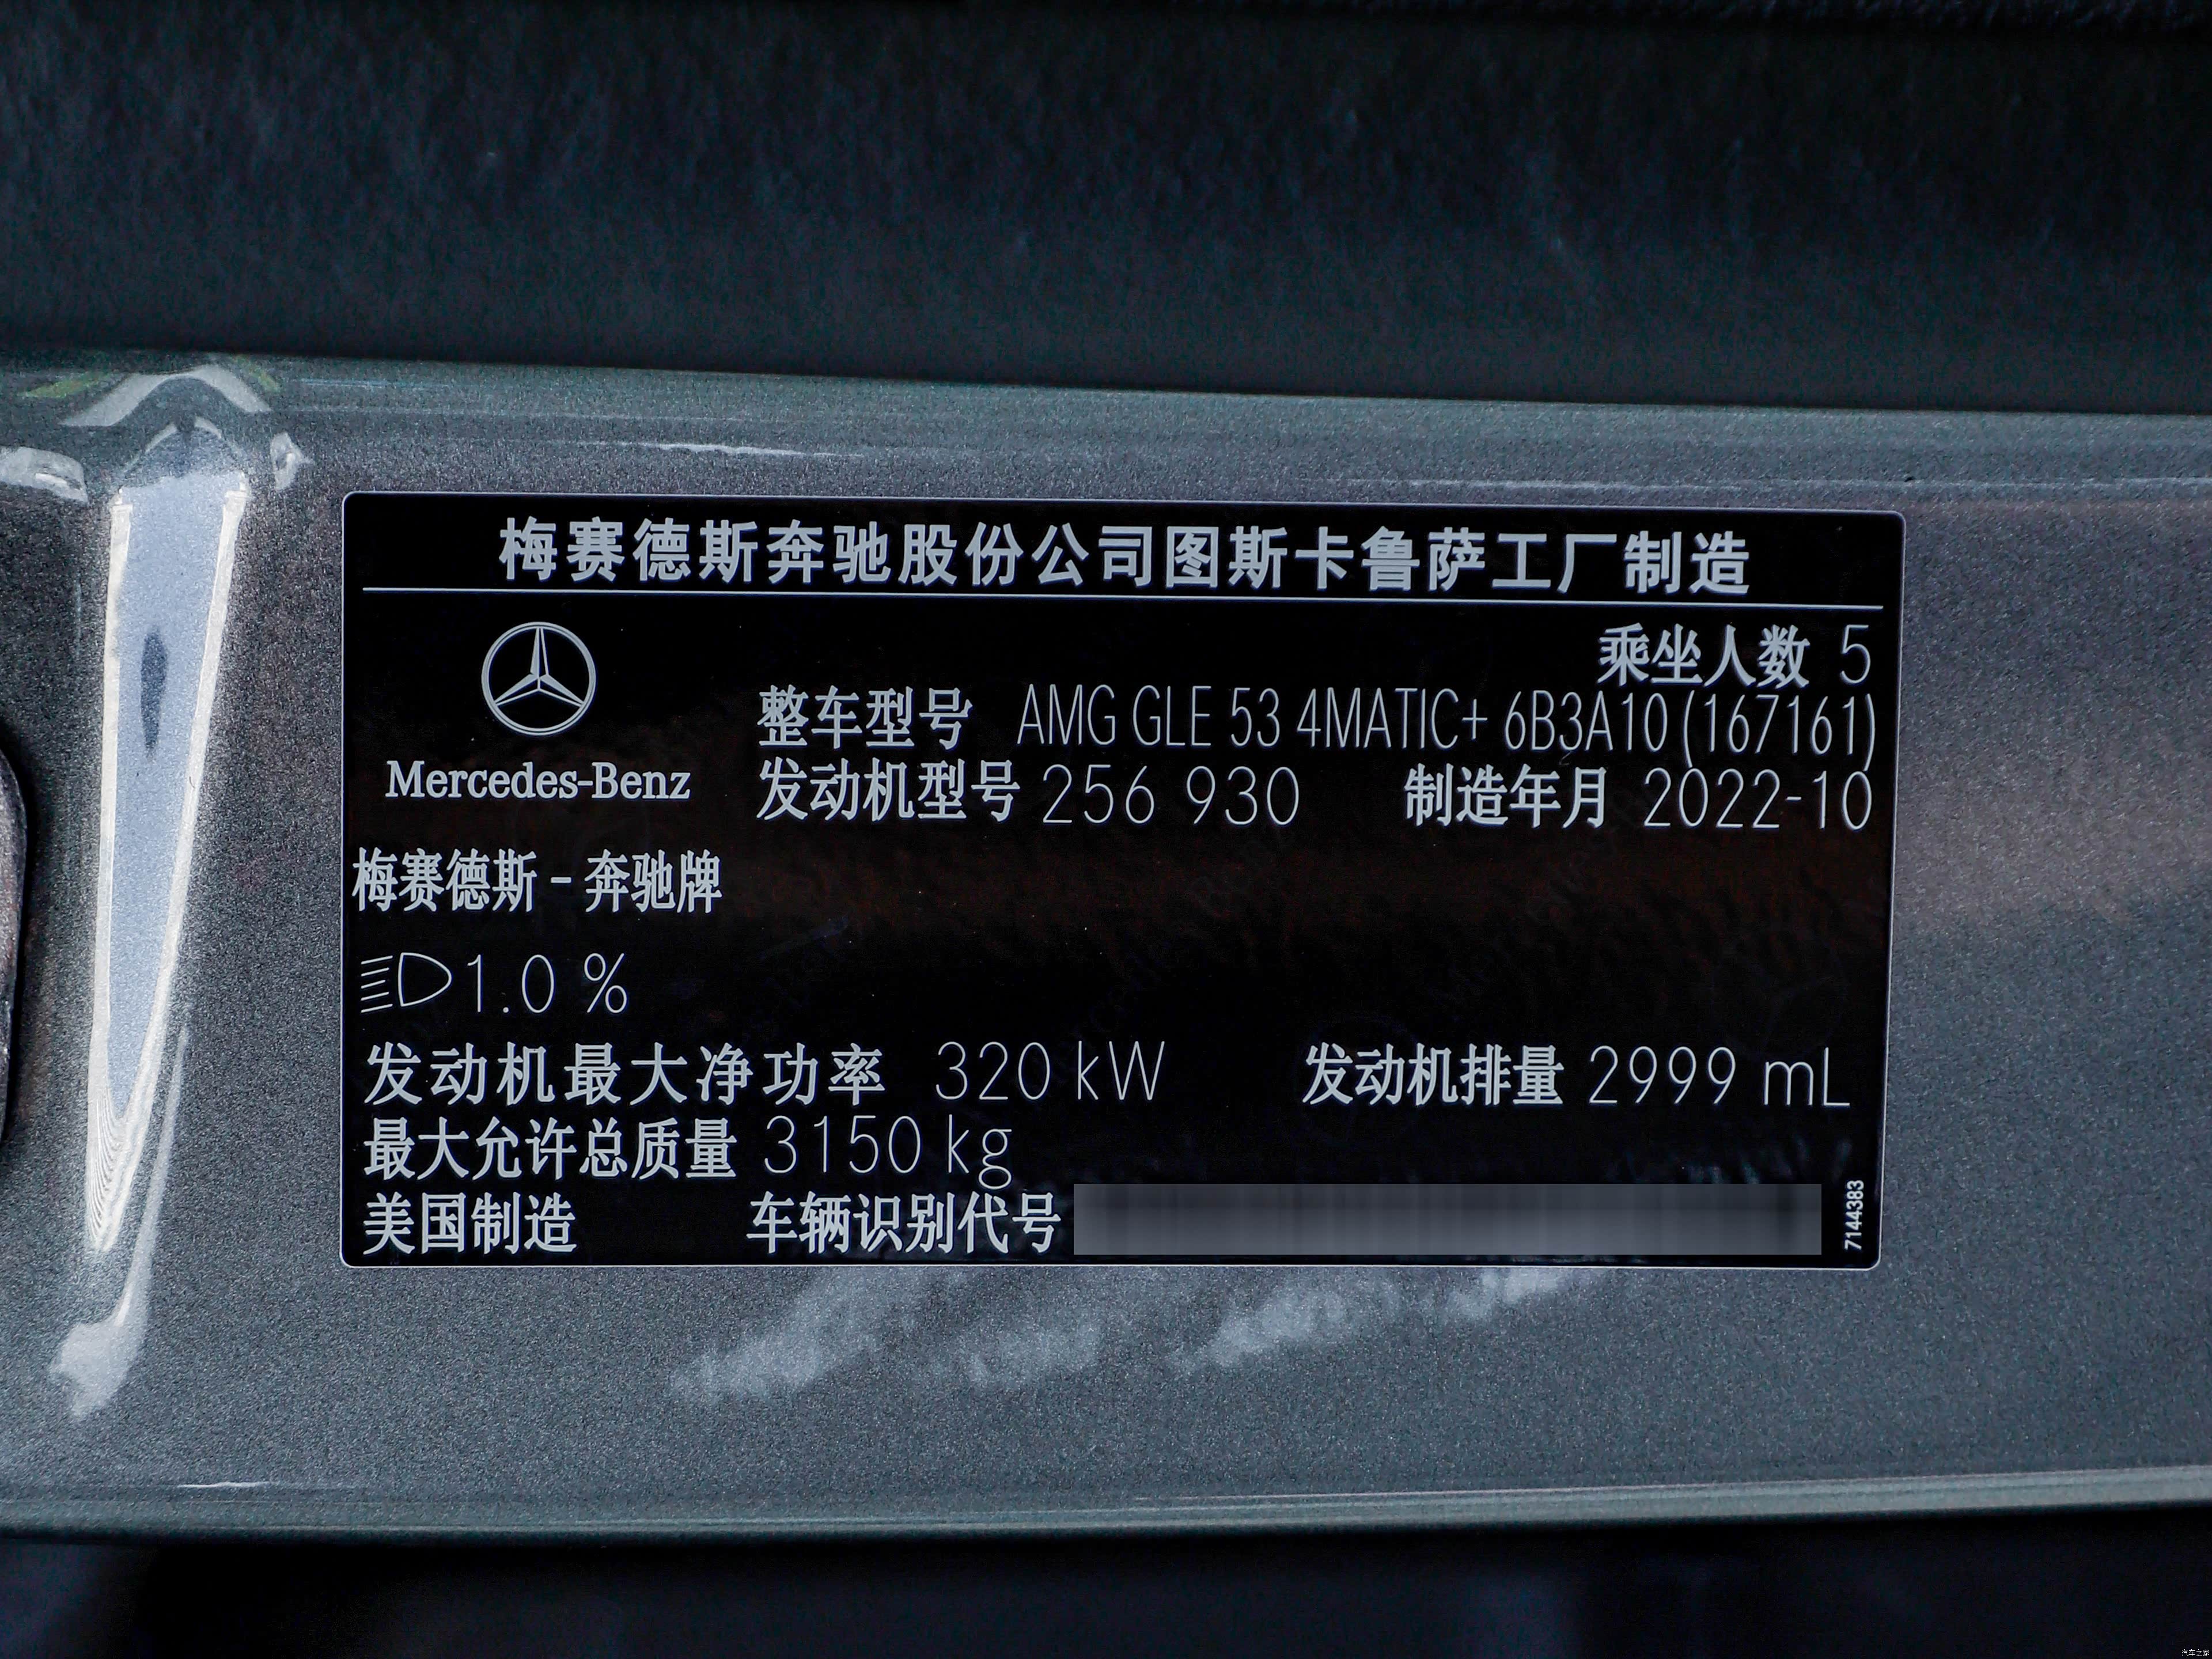 梅赛德斯奔驰股份公司图斯卡鲁萨工厂制造
乘坐人数 5
整车型号 AMG GLE 53 4MATIC+ 6B3A10 (167161)
Mercedes-Benz
发动机型号 256 930 制造年月 2022-10
梅赛德斯-奔驰牌
1.0 %
发动机最大净功率 320 kW 发动机排量 2999 mL
最大允许总质量 3150 kg
美国制造 车辆识别代号
7144383
汽车之家